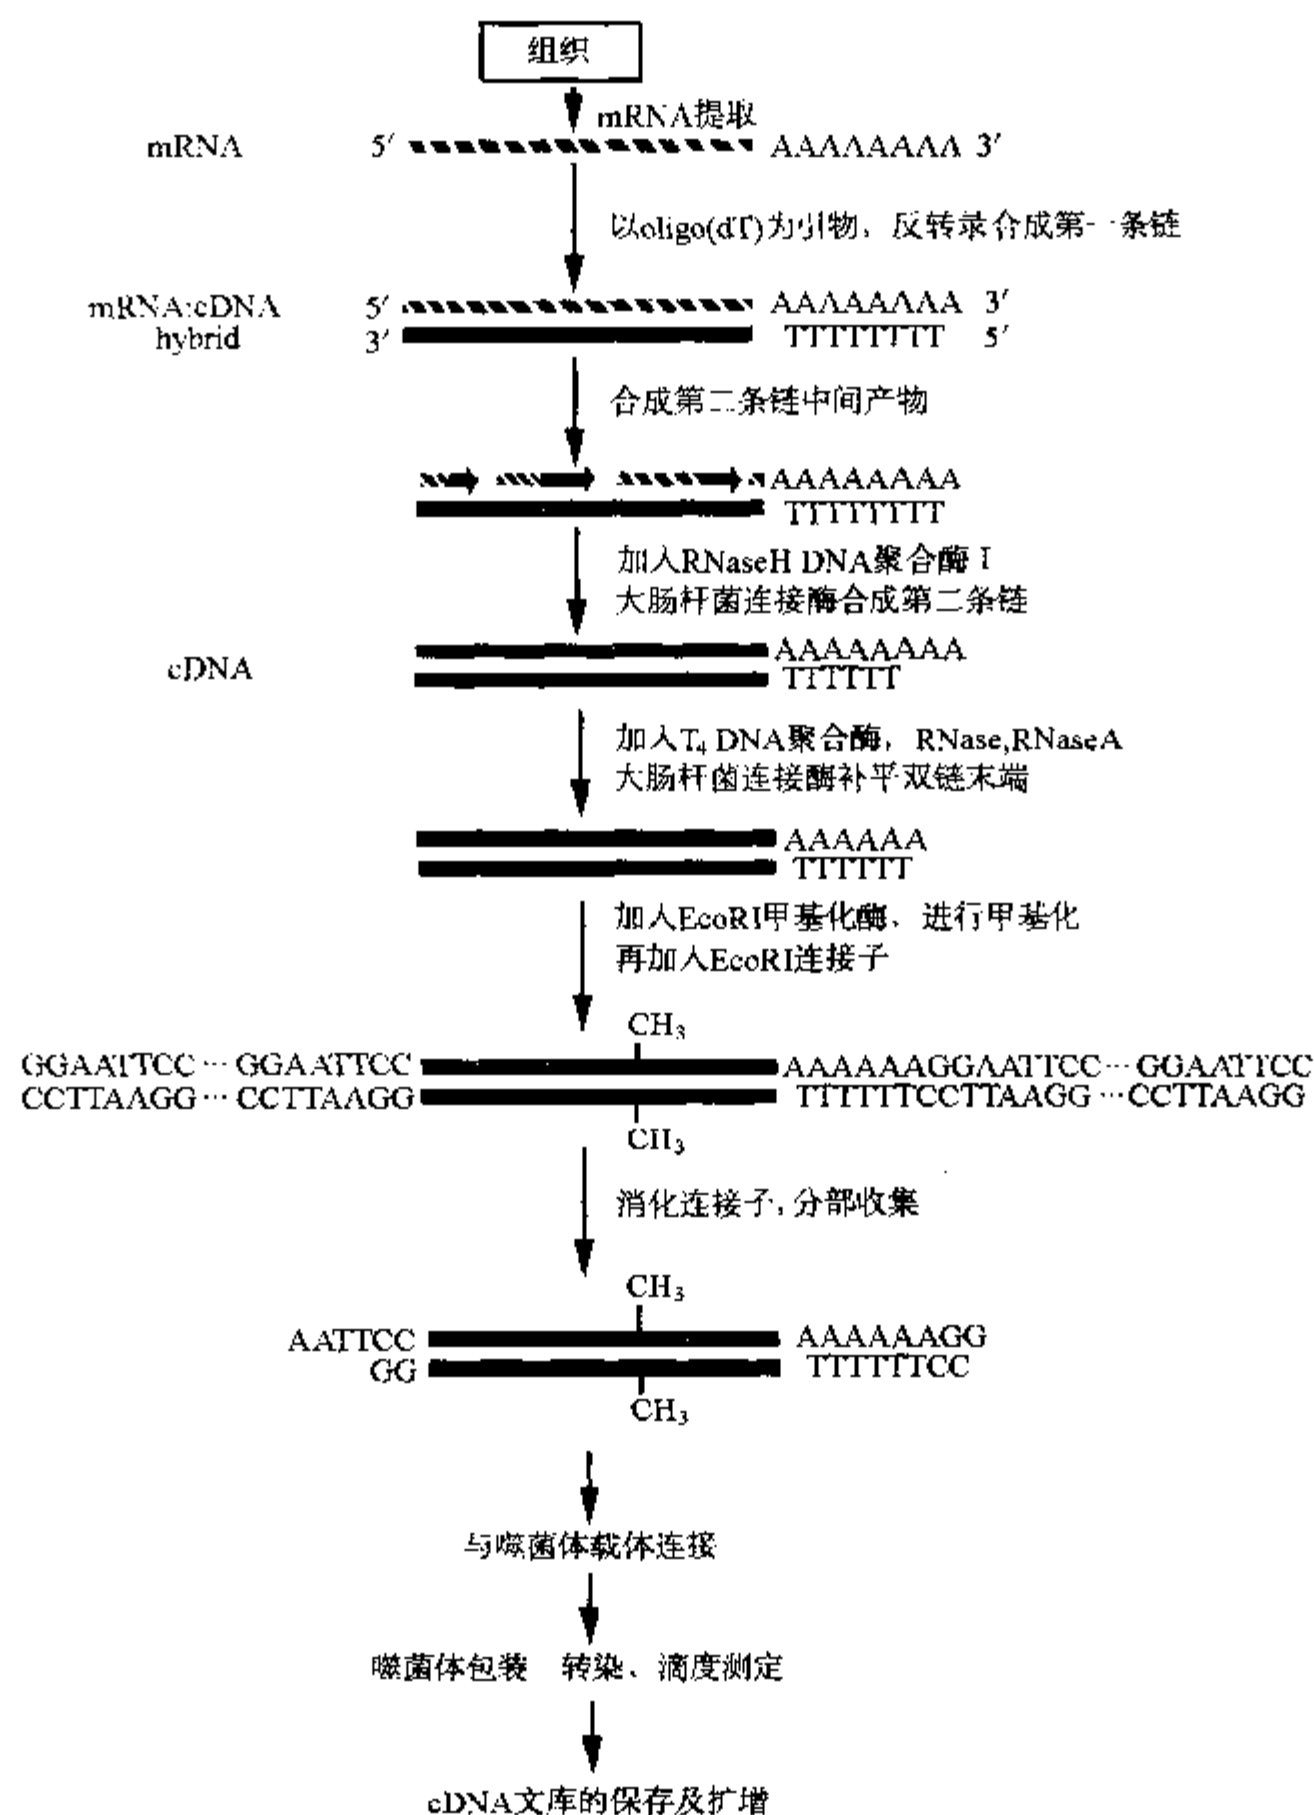 组织
mRNA提取
mRNA 5′ AAAAAAAA 3′
以oligo(dT)为引物、反转录合成第一条链
mRNA:cDNA 5′ AAAAAAAA 3′
hybrid 3′ TTTTTTTT 5′
合成第二条链中间产物
AAAAAAAA
TTTTTTTT
加入RNaseH DNA聚合酶 I
大肠杆菌连接酶合成第二条链
AAAAAAAA
cDNA
TTTTTT
加入T₄ DNA聚合酶, RNase,RNaseA
大肠杆菌连接酶补平双链末端
AAAAAA
TTTTTT
加入EcoRI甲基化酶、进行甲基化
再加入EcoRI连接子
CH₃
GGAATTCC…GGAATTCC AAAAAAGGAATTCC…GGAATTCC
CCTTAAGG…CCTTAAGG TTTTTTCCTTAAGG…CCTTAAGG
CH₃
消化连接子,分部收集
CH₃
AATTCC AAAAAAGG
GG TTTTTTCC
CH₃
与噬菌体载体连接
噬菌体包装 转染、滴度测定
cDNA文库的保存及扩增